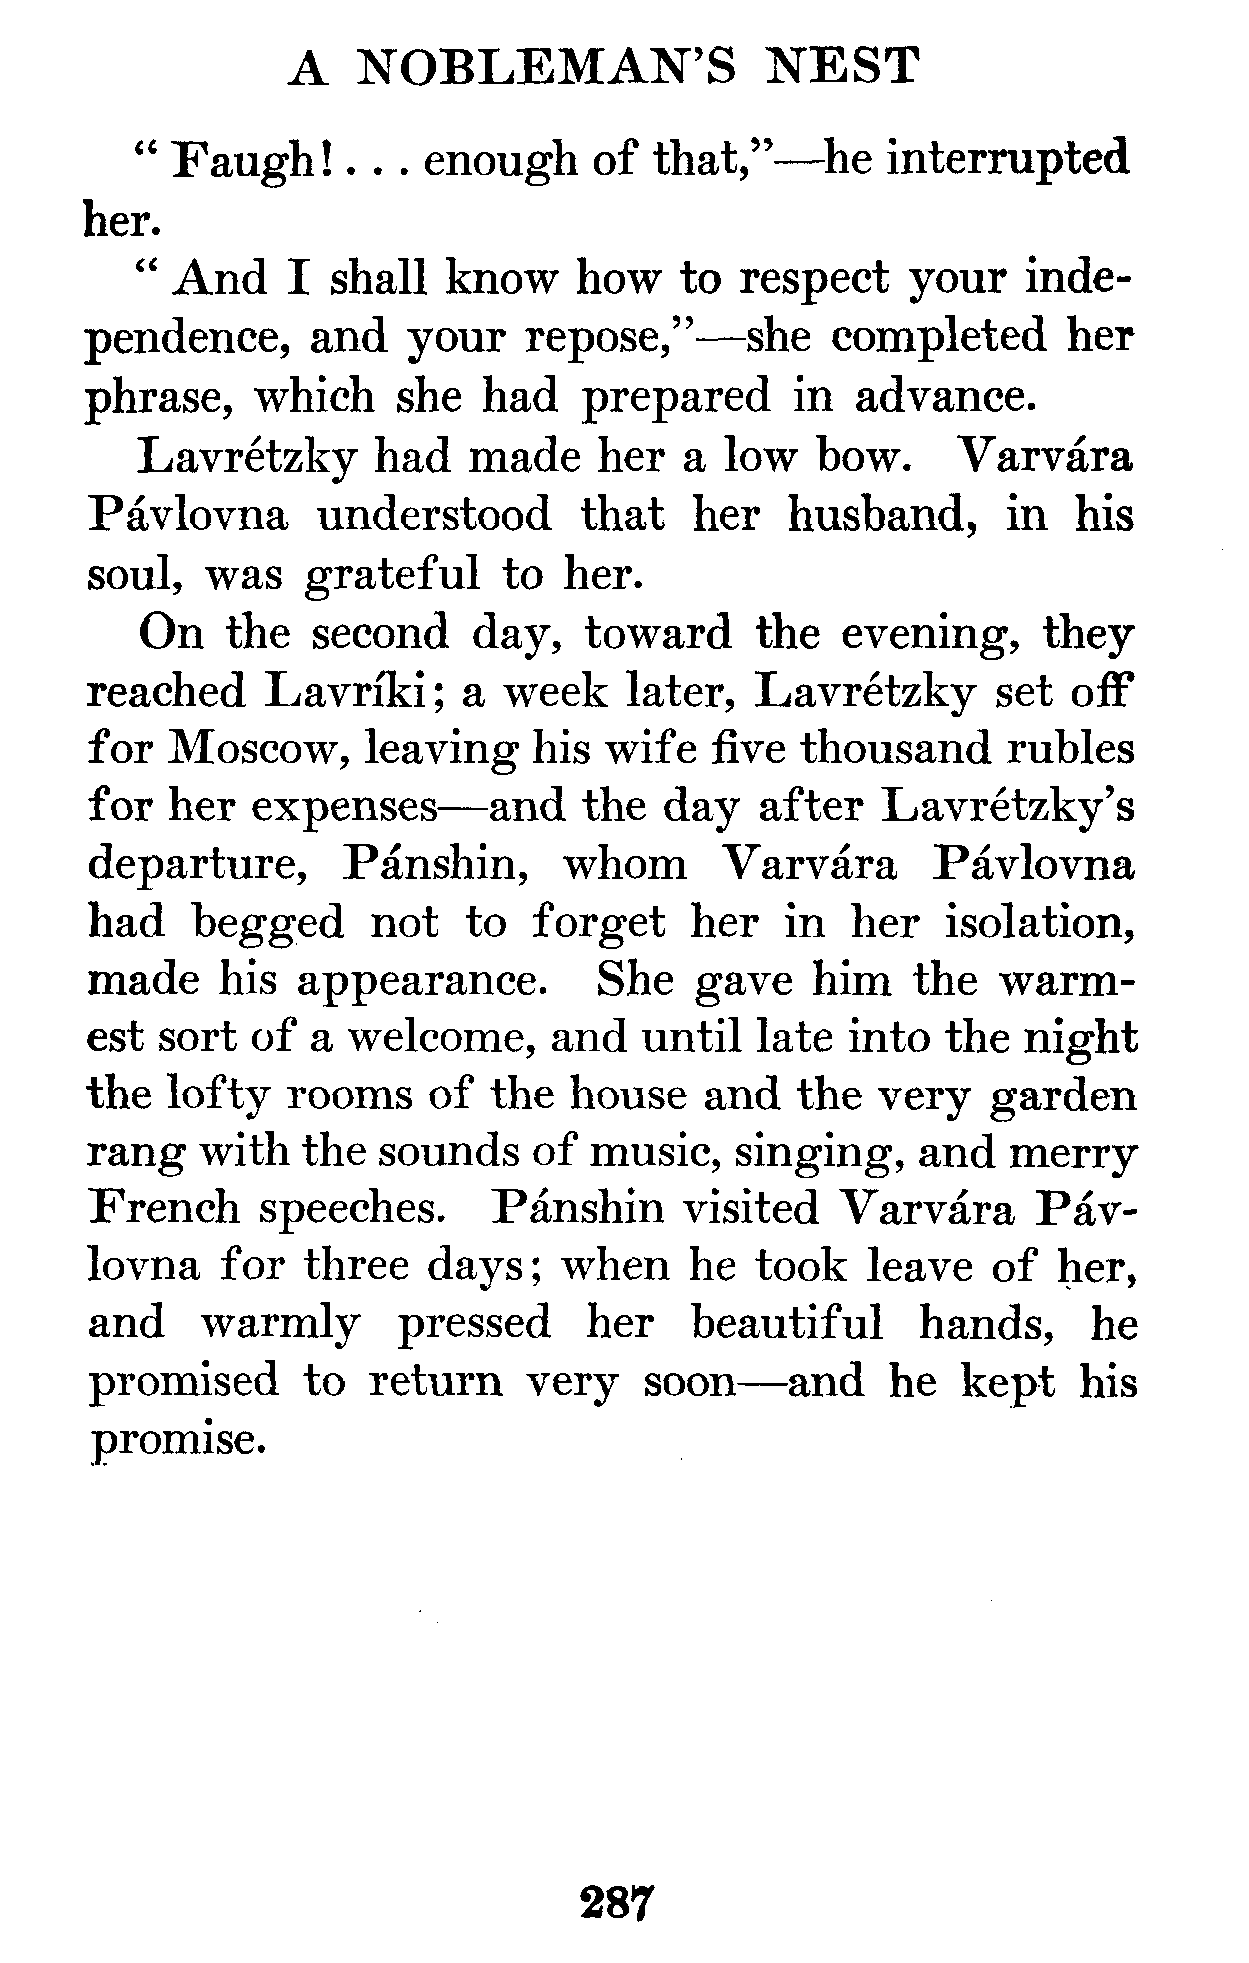 A NOBLEMAN'S NEST
“ Faugh! . . . enough of that,”—he interrupted
her.
“ And I shall know how to respect your inde-
pendence, and your repose,”—she completed her
phrase, which she had prepared in advance.
Lavrétzky had made her a low bow. Varvára
Pávlovna understood that her husband, in his
soul, was grateful to her.
On the second day, toward the evening, they
reached Lavríki; a week later, Lavrétzky set off
for Moscow, leaving his wife five thousand rubles
for her expenses—and the day after Lavrétzky's
departure, Pánshin, whom Varvára Pávlovna
had begged not to forget her in her isolation,
made his appearance. She gave him the warm-
est sort of a welcome, and until late into the night
the lofty rooms of the house and the very garden
rang with the sounds of music, singing, and merry
French speeches. Pánshin visited Varvára Páv-
lovna for three days; when he took leave of her,
and warmly pressed her beautiful hands, he
promised to return very soon—and he kept his
promise.
287